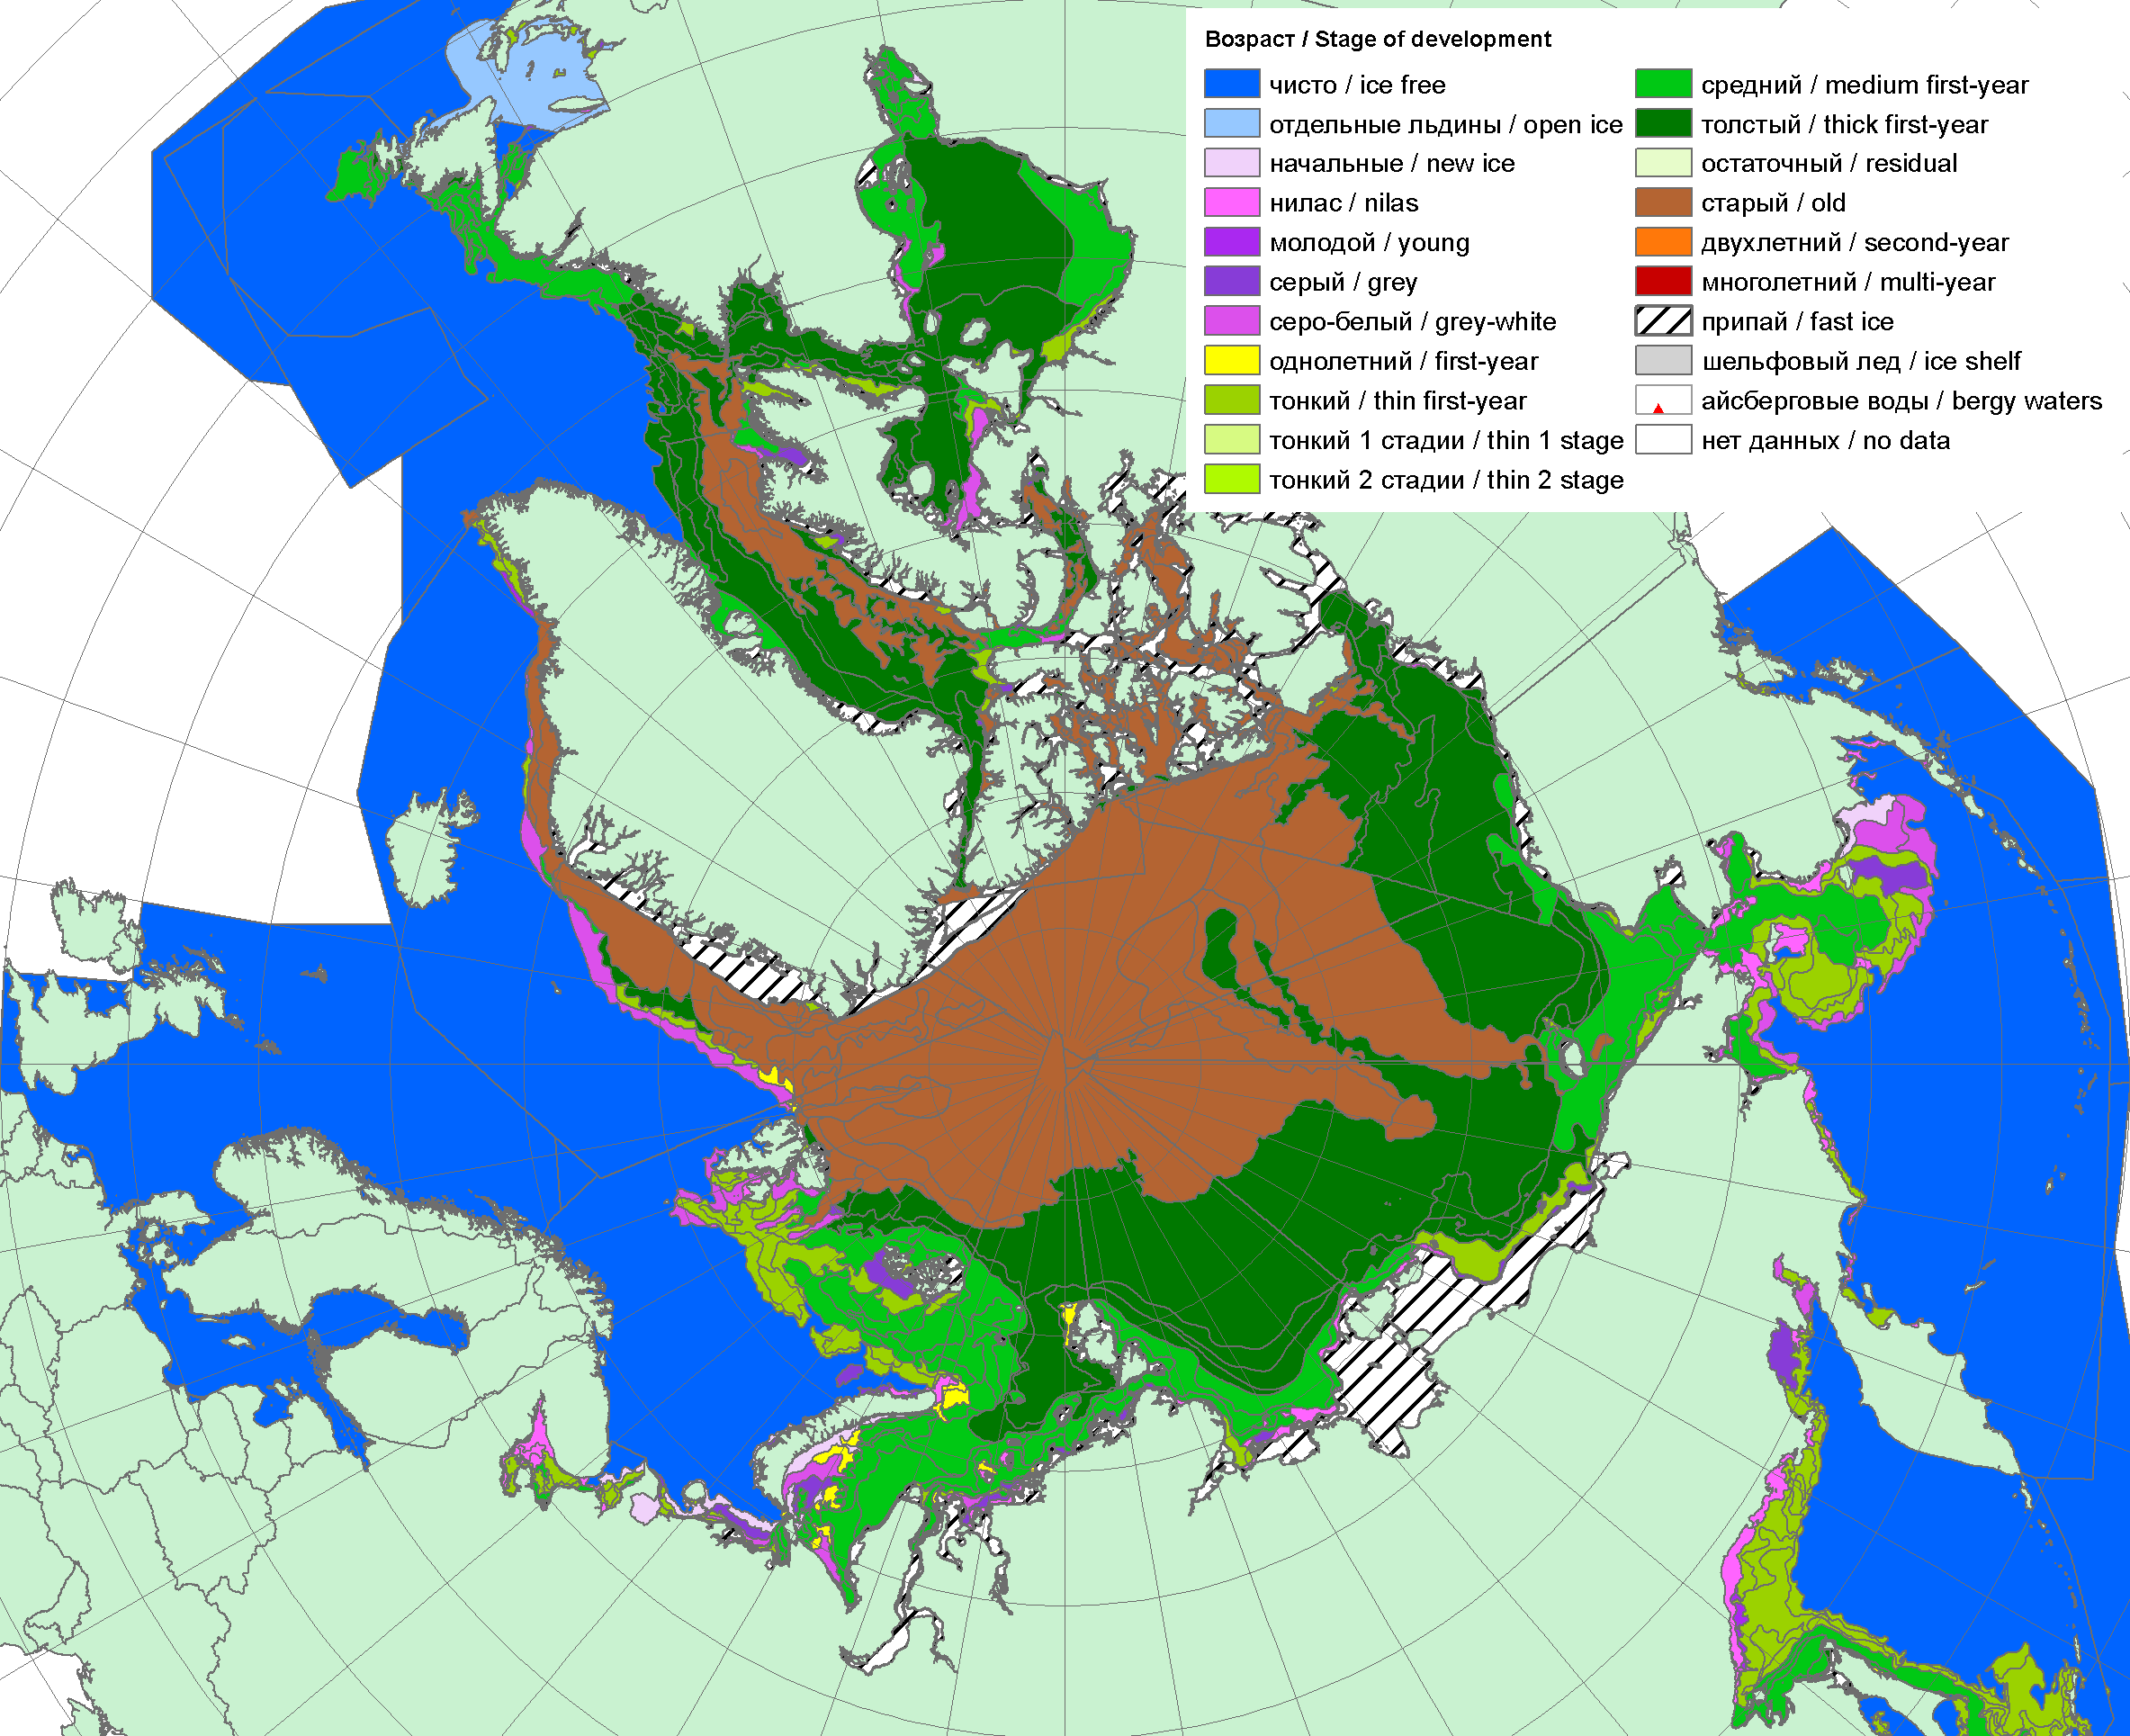 Возраст / Stage of development
чисто / ice free
отдельные льдины / open ice
начальные / new ice
нилас / nilas
молодой / young
серый / grey
серо-белый / grey-white
однолетний / first-year
тонкий / thin first-year
тонкий 1 стадии / thin 1 stage
тонкий 2 стадии / thin 2 stage
средний / medium first-year
толстый / thick first-year
остаточный / residual
старый / old
двухлетний / second-year
многолетний / multi-year
припай / fast ice
шельфовый лед / ice shelf
айсберговые воды / bergy waters
нет данных / no data